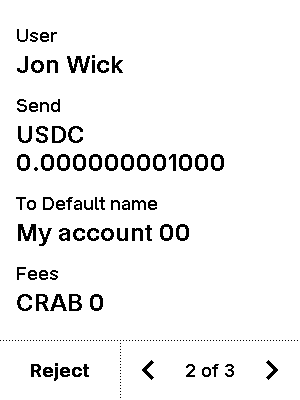 User
Jon Wick
Send
USDC
0.000000001000
To Default name
My account 00
Fees
CRAB 0
Reject
2 of 3